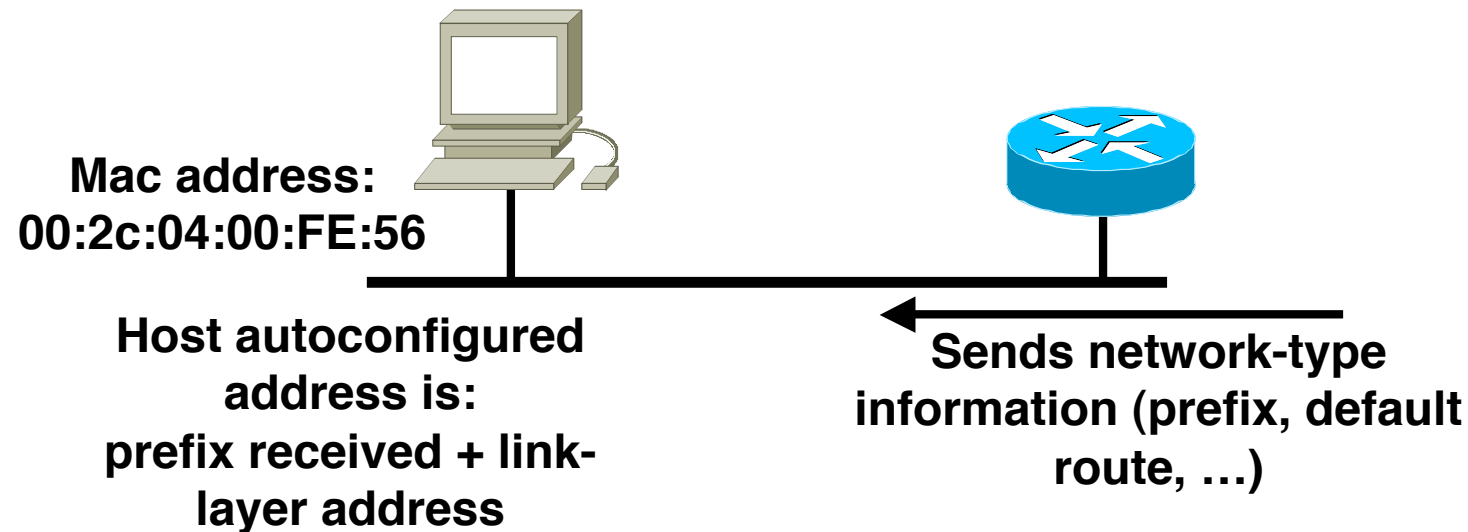 Mac address:
00:2c:04:00:FE:56
Host autoconfigured
address is:
prefix received + link-
layer address
Sends network-type
information (prefix, default
route, …)